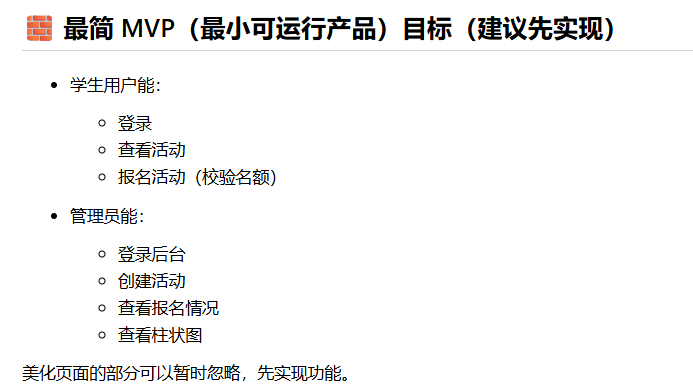 最简 MVP（最小可运行产品）目标（建议先实现）
学生用户能：
登录
查看活动
报名活动（校验名额）
管理员能：
登录后台
创建活动
查看报名情况
查看柱状图
美化页面的部分可以暂时忽略，先实现功能。